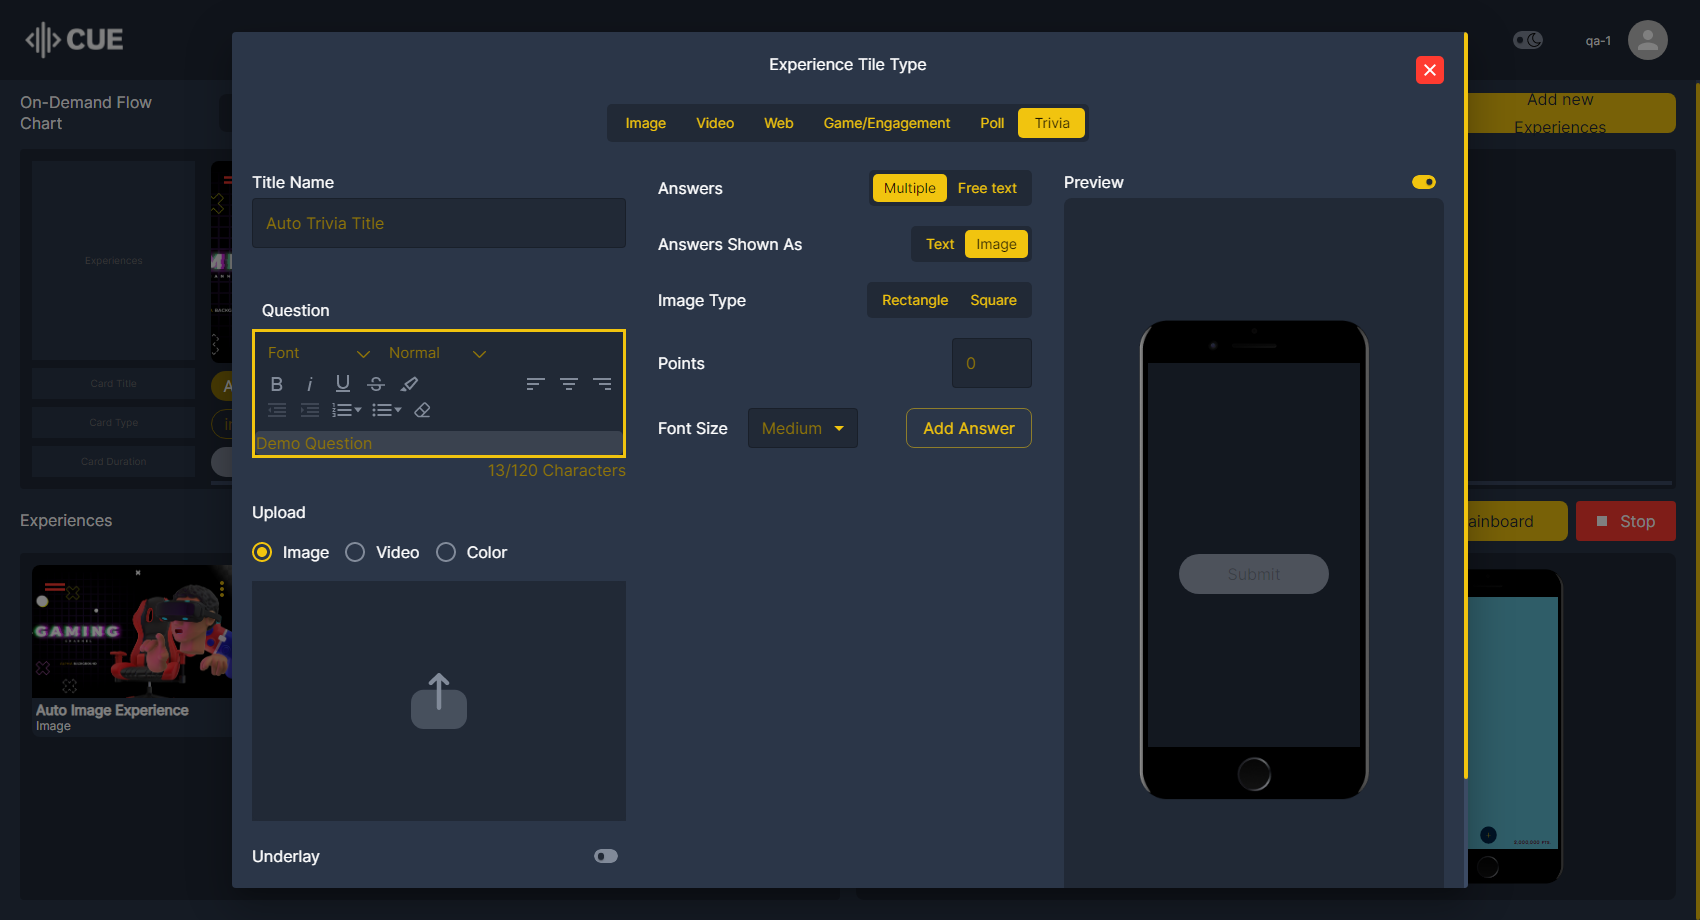 CUE
qa-1
On-Demand Flow
Chart
Add new
Experiences
Experiences
Card Title
Card Type
Card Duration
Experiences
ainboard
Stop
GAMING
Auto Image Experience
Image
Experience Tile Type
Image
Video
Web
Game/Engagement
Poll
Trivia
Title Name
Auto Trivia Title
Question
Font
Normal
B
i
U
S
Demo Question
13/120 Characters
Upload
Image
Video
Color
Underlay
Answers
Multiple
Free text
Answers Shown As
Text
Image
Image Type
Rectangle
Square
Points
0
Font Size
Medium
Add Answer
Preview
Submit